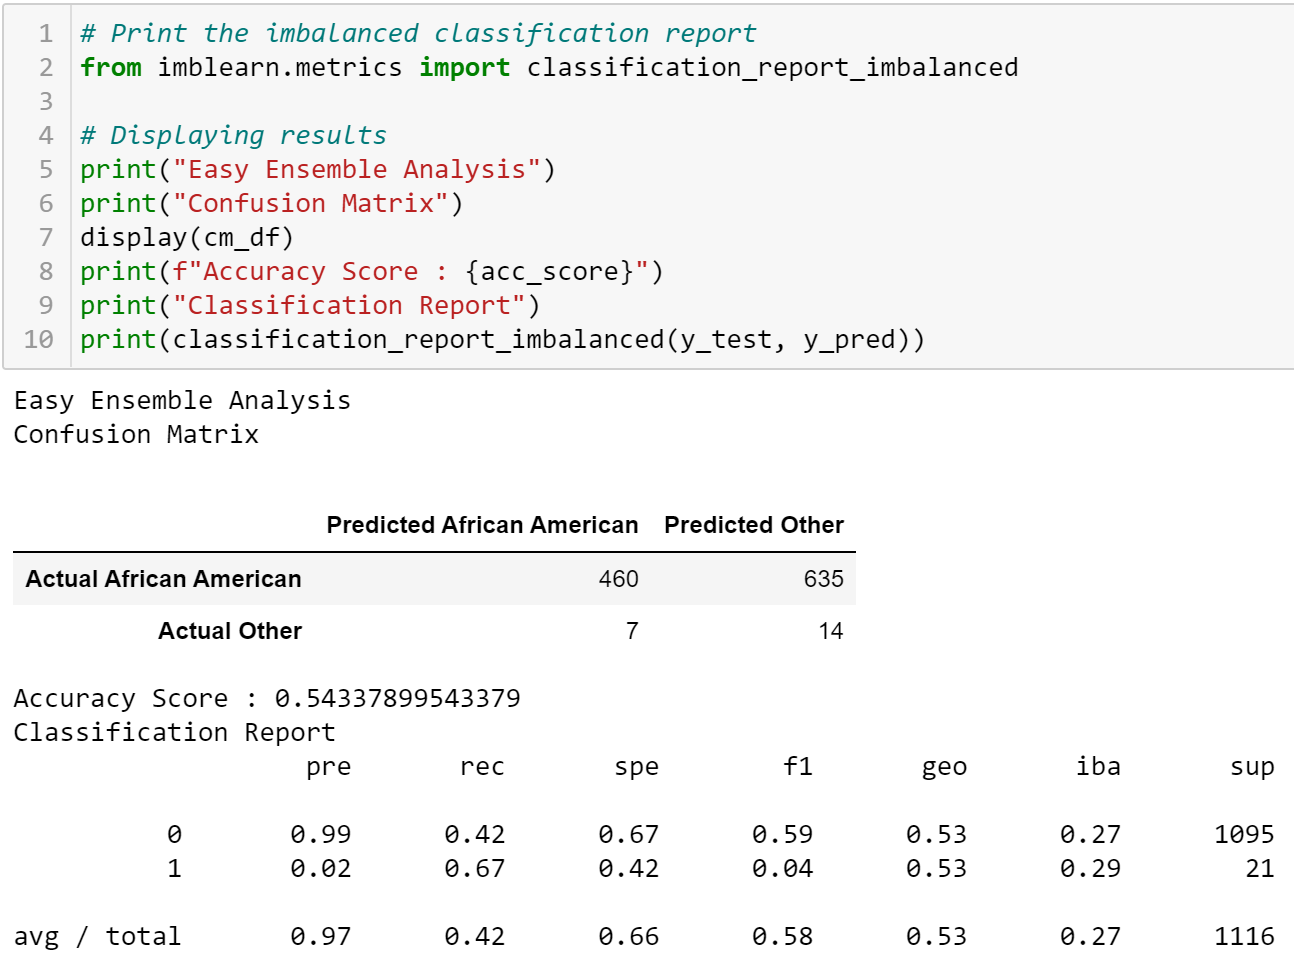 1 # Print the imbalanced classification report
2 from imblearn.metrics import classification_report_imbalanced
3
4 # Displaying results
5 print("Easy Ensemble Analysis")
6 print("Confusion Matrix")
7 display(cm_df)
8 print(f"Accuracy Score : {acc_score}")
9 print("Classification Report")
10 print(classification_report_imbalanced(y_test, y_pred))
Easy Ensemble Analysis
Confusion Matrix
Predicted African American Predicted Other
Actual African American 460 635
Actual Other 7 14
Accuracy Score : 0.54337899543379
Classification Report
pre rec spe f1 geo iba sup
0 0.99 0.42 0.67 0.59 0.53 0.27 1095
1 0.02 0.67 0.42 0.04 0.53 0.29 21
avg / total 0.97 0.42 0.66 0.58 0.53 0.27 1116